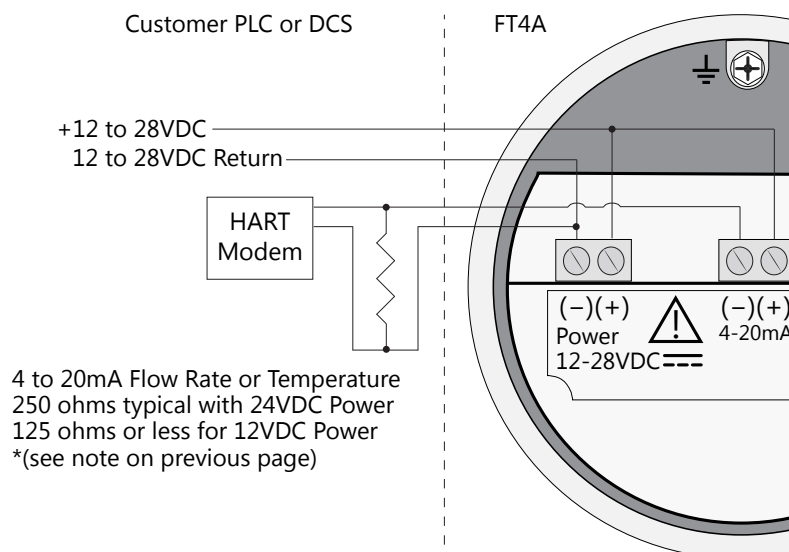 Customer PLC or DCS
FT4A
+12 to 28VDC
12 to 28VDC Return
HART
Modem
(−)(+)
Power
12-28VDC
(−)(+)
4-20mA
4 to 20mA Flow Rate or Temperature
250 ohms typical with 24VDC Power
125 ohms or less for 12VDC Power
*(see note on previous page)